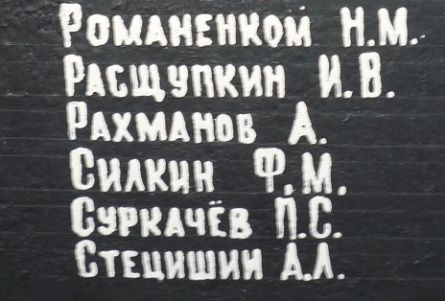 Романенком Н.М.
Расщупкин И.В.
Рахманов А.
Силкин Ф.М.
Суркачёв П.С.
Стецишин А.Л.